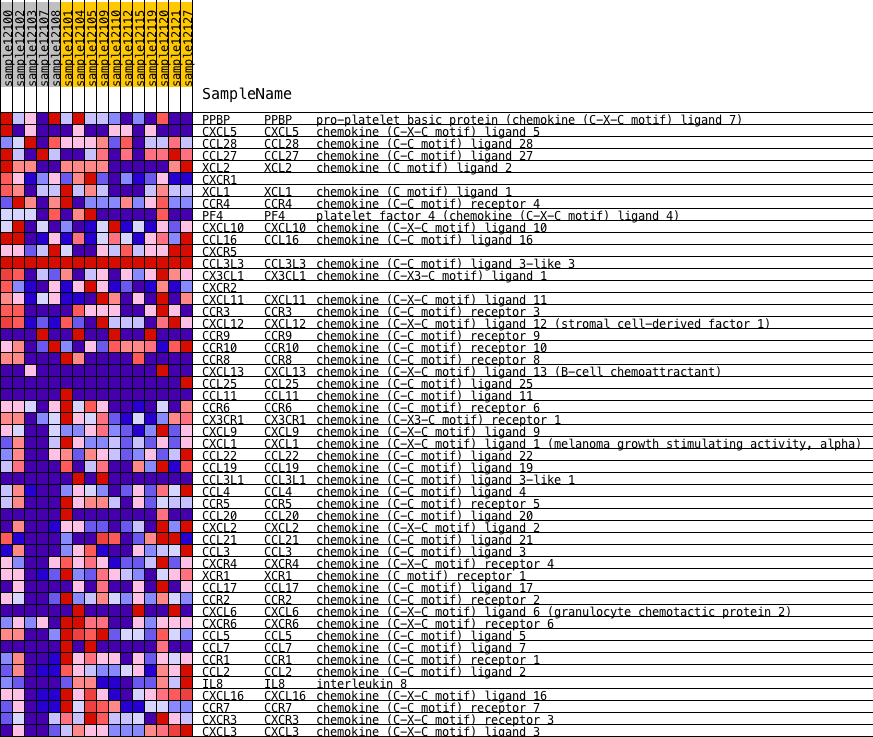 sample12100
sample12102
sample12103
sample12107
sample12108
sample12101
sample12104
sample12105
sample12109
sample12110
sample12112
sample12115
sample12119
sample12120
sample12121
sample12127
SampleName
PPBP PPBP pro-platelet basic protein (chemokine (C-X-C motif) ligand 7)
CXCL5 CXCL5 chemokine (C-X-C motif) ligand 5
CCL28 CCL28 chemokine (C-C motif) ligand 28
CCL27 CCL27 chemokine (C-C motif) ligand 27
XCL2 XCL2 chemokine (C motif) ligand 2
CXCR1
XCL1 XCL1 chemokine (C motif) ligand 1
CCR4 CCR4 chemokine (C-C motif) receptor 4
PF4 PF4 platelet factor 4 (chemokine (C-X-C motif) ligand 4)
CXCL10 CXCL10 chemokine (C-X-C motif) ligand 10
CCL16 CCL16 chemokine (C-C motif) ligand 16
CXCR5
CCL3L3 CCL3L3 chemokine (C-C motif) ligand 3-like 3
CX3CL1 CX3CL1 chemokine (C-X3-C motif) ligand 1
CXCR2
CXCL11 CXCL11 chemokine (C-X-C motif) ligand 11
CCR3 CCR3 chemokine (C-C motif) receptor 3
CXCL12 CXCL12 chemokine (C-X-C motif) ligand 12 (stromal cell-derived factor 1)
CCR9 CCR9 chemokine (C-C motif) receptor 9
CCR10 CCR10 chemokine (C-C motif) receptor 10
CCR8 CCR8 chemokine (C-C motif) receptor 8
CXCL13 CXCL13 chemokine (C-X-C motif) ligand 13 (B-cell chemoattractant)
CCL25 CCL25 chemokine (C-C motif) ligand 25
CCL11 CCL11 chemokine (C-C motif) ligand 11
CCR6 CCR6 chemokine (C-C motif) receptor 6
CX3CR1 CX3CR1 chemokine (C-X3-C motif) receptor 1
CXCL9 CXCL9 chemokine (C-X-C motif) ligand 9
CXCL1 CXCL1 chemokine (C-X-C motif) ligand 1 (melanoma growth stimulating activity, alpha)
CCL22 CCL22 chemokine (C-C motif) ligand 22
CCL19 CCL19 chemokine (C-C motif) ligand 19
CCL3L1 CCL3L1 chemokine (C-C motif) ligand 3-like 1
CCL4 CCL4 chemokine (C-C motif) ligand 4
CCR5 CCR5 chemokine (C-C motif) receptor 5
CCL20 CCL20 chemokine (C-C motif) ligand 20
CXCL2 CXCL2 chemokine (C-X-C motif) ligand 2
CCL21 CCL21 chemokine (C-C motif) ligand 21
CCL3 CCL3 chemokine (C-C motif) ligand 3
CXCR4 CXCR4 chemokine (C-X-C motif) receptor 4
XCR1 XCR1 chemokine (C motif) receptor 1
CCL17 CCL17 chemokine (C-C motif) ligand 17
CCR2 CCR2 chemokine (C-C motif) receptor 2
CXCL6 CXCL6 chemokine (C-X-C motif) ligand 6 (granulocyte chemotactic protein 2)
CXCR6 CXCR6 chemokine (C-X-C motif) receptor 6
CCL5 CCL5 chemokine (C-C motif) ligand 5
CCL7 CCL7 chemokine (C-C motif) ligand 7
CCR1 CCR1 chemokine (C-C motif) receptor 1
CCL2 CCL2 chemokine (C-C motif) ligand 2
IL8 IL8 interleukin 8
CXCL16 CXCL16 chemokine (C-X-C motif) ligand 16
CCR7 CCR7 chemokine (C-C motif) receptor 7
CXCR3 CXCR3 chemokine (C-X-C motif) receptor 3
CXCL3 CXCL3 chemokine (C-X-C motif) ligand 3